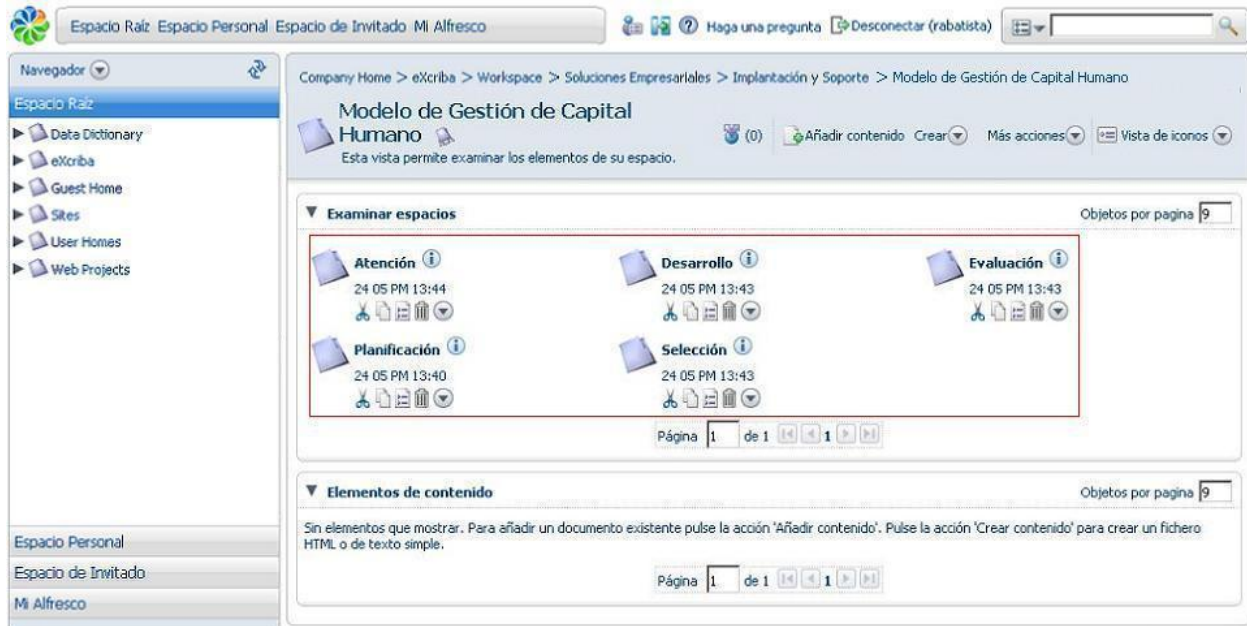 Espacio Raíz Espacio Personal Espacio de Invitado Mi Alfresco
Haga una pregunta Desconectar (rabatista)
Navegador
Espacio Raíz
Data Dictionary
eXcriba
Guest Home
Sites
User Homes
Web Projects
Espacio Personal
Espacio de Invitado
Mi Alfresco
Company Home > eXcriba > Workspace > Soluciones Empresariales > Implantación y Soporte > Modelo de Gestión de Capital Humano
Modelo de Gestión de Capital
Humano
Esta vista permite examinar los elementos de su espacio.
(0) Añadir contenido Crear Más acciones Vista de iconos
Examinar espacios Objetos por pagina 9
Atención Desarrollo Evaluación
24 05 PM 13:44 24 05 PM 13:43 24 05 PM 13:43
Planificación Selección
24 05 PM 13:40 24 05 PM 13:43
Página 1 de 1 1
Elementos de contenido Objetos por pagina 9
Sin elementos que mostrar. Para añadir un documento existente pulse la acción 'Añadir contenido'. Pulse la acción 'Crear contenido' para crear un fichero
HTML o de texto simple.
Página 1 de 1 1